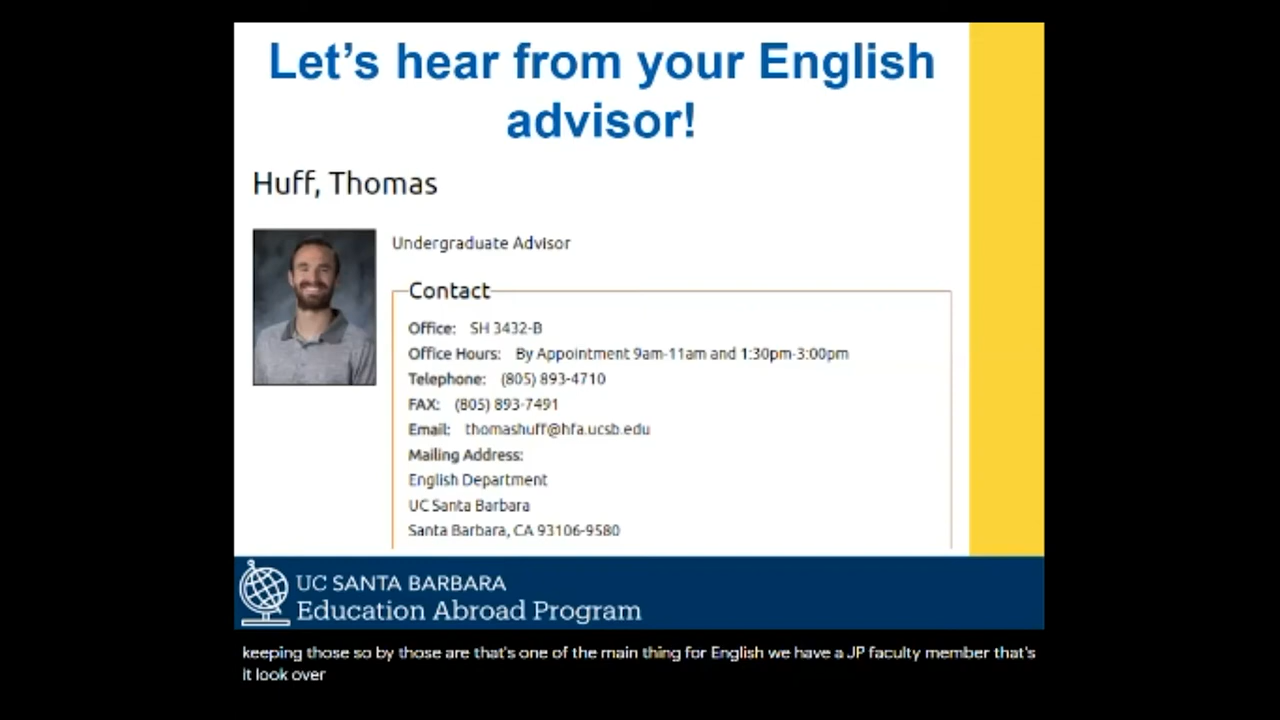 Let's hear from your English
advisor!
Huff, Thomas
Undergraduate Advisor
Contact
Office: SH 3432-B
Office Hours: By Appointment 9am-11am and 1:30pm-3:00pm
Telephone: (805) 893-4710
FAX: (805) 893-7491
Email: thomashuff@hfa.ucsb.edu
Mailing Address:
English Department
UC Santa Barbara
Santa Barbara, CA 93106-9580
UC SANTA BARBARA
Education Abroad Program
keeping those so by those are that's one of the main thing for English we have a JP faculty member that's
it look over